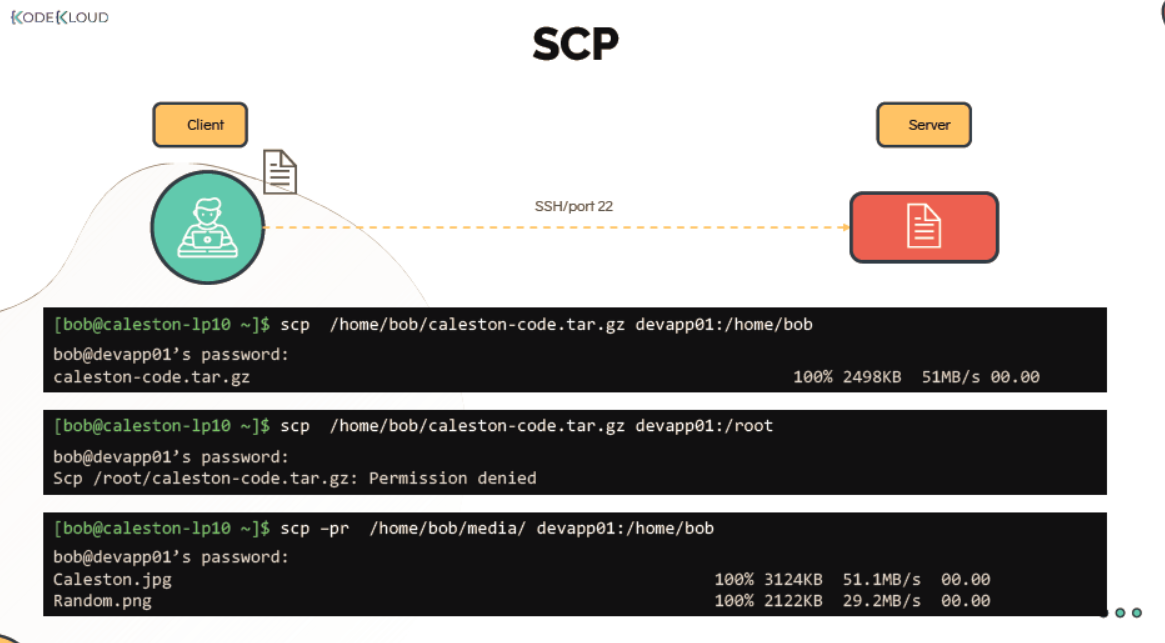 KODEKLOUD
SCP
Client
Server
SSH/port 22
[bob@caleston-lp10 ~]$ scp  /home/bob/caleston-code.tar.gz devapp01:/home/bob
bob@devapp01’s password:
caleston-code.tar.gz 100% 2498KB  51MB/s 00.00
[bob@caleston-lp10 ~]$ scp  /home/bob/caleston-code.tar.gz devapp01:/root
bob@devapp01’s password:
Scp /root/caleston-code.tar.gz: Permission denied
[bob@caleston-lp10 ~]$ scp –pr  /home/bob/media/ devapp01:/home/bob
bob@devapp01’s password:
Caleston.jpg 100% 3124KB  51.1MB/s  00.00
Random.png 100% 2122KB  29.2MB/s  00.00